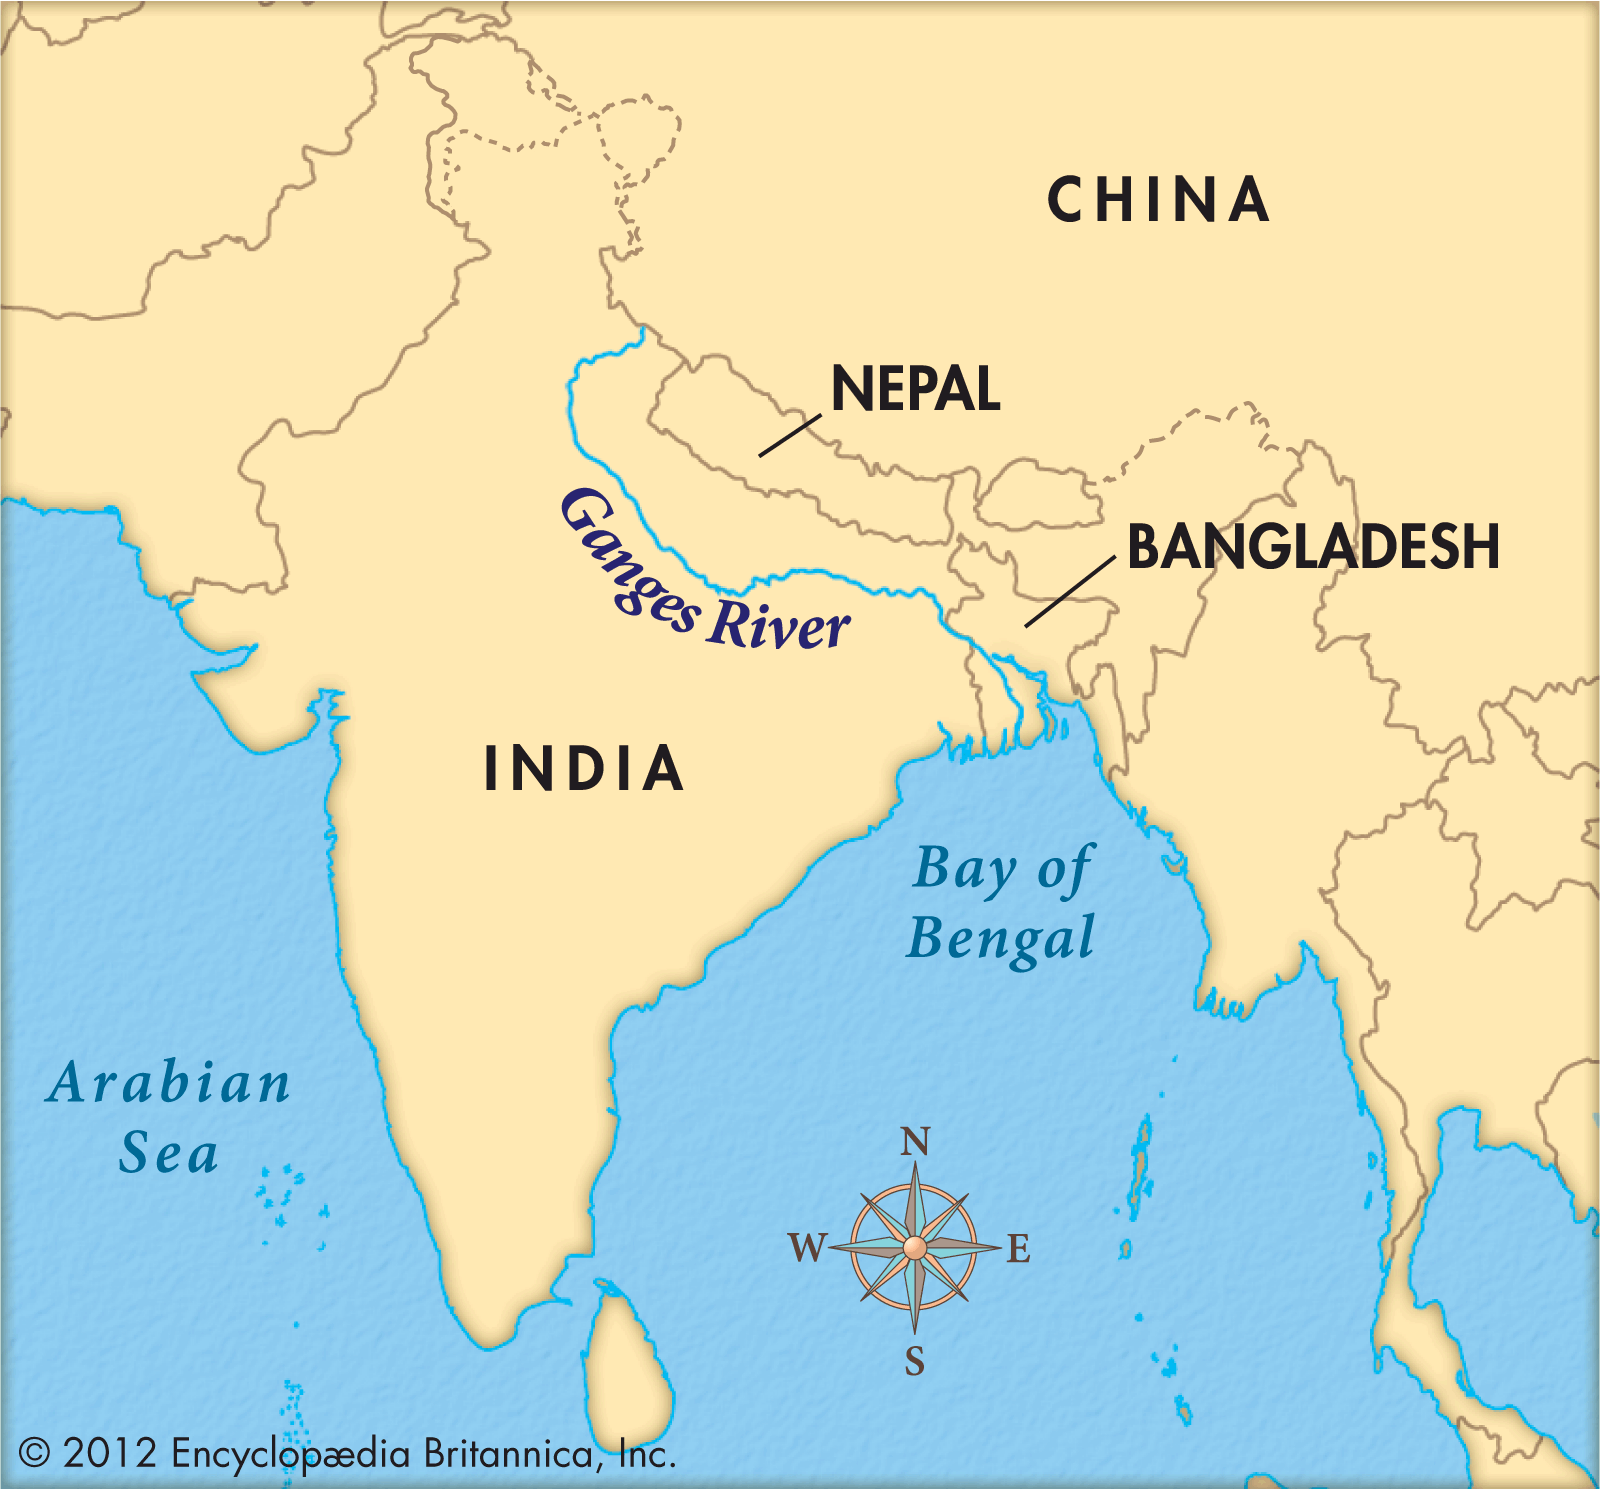 CHINA
NEPAL
BANGLADESH
Ganges River
INDIA
Bay of
Bengal
Arabian
Sea
N
W
E
S
© 2012 Encyclopædia Britannica, Inc.